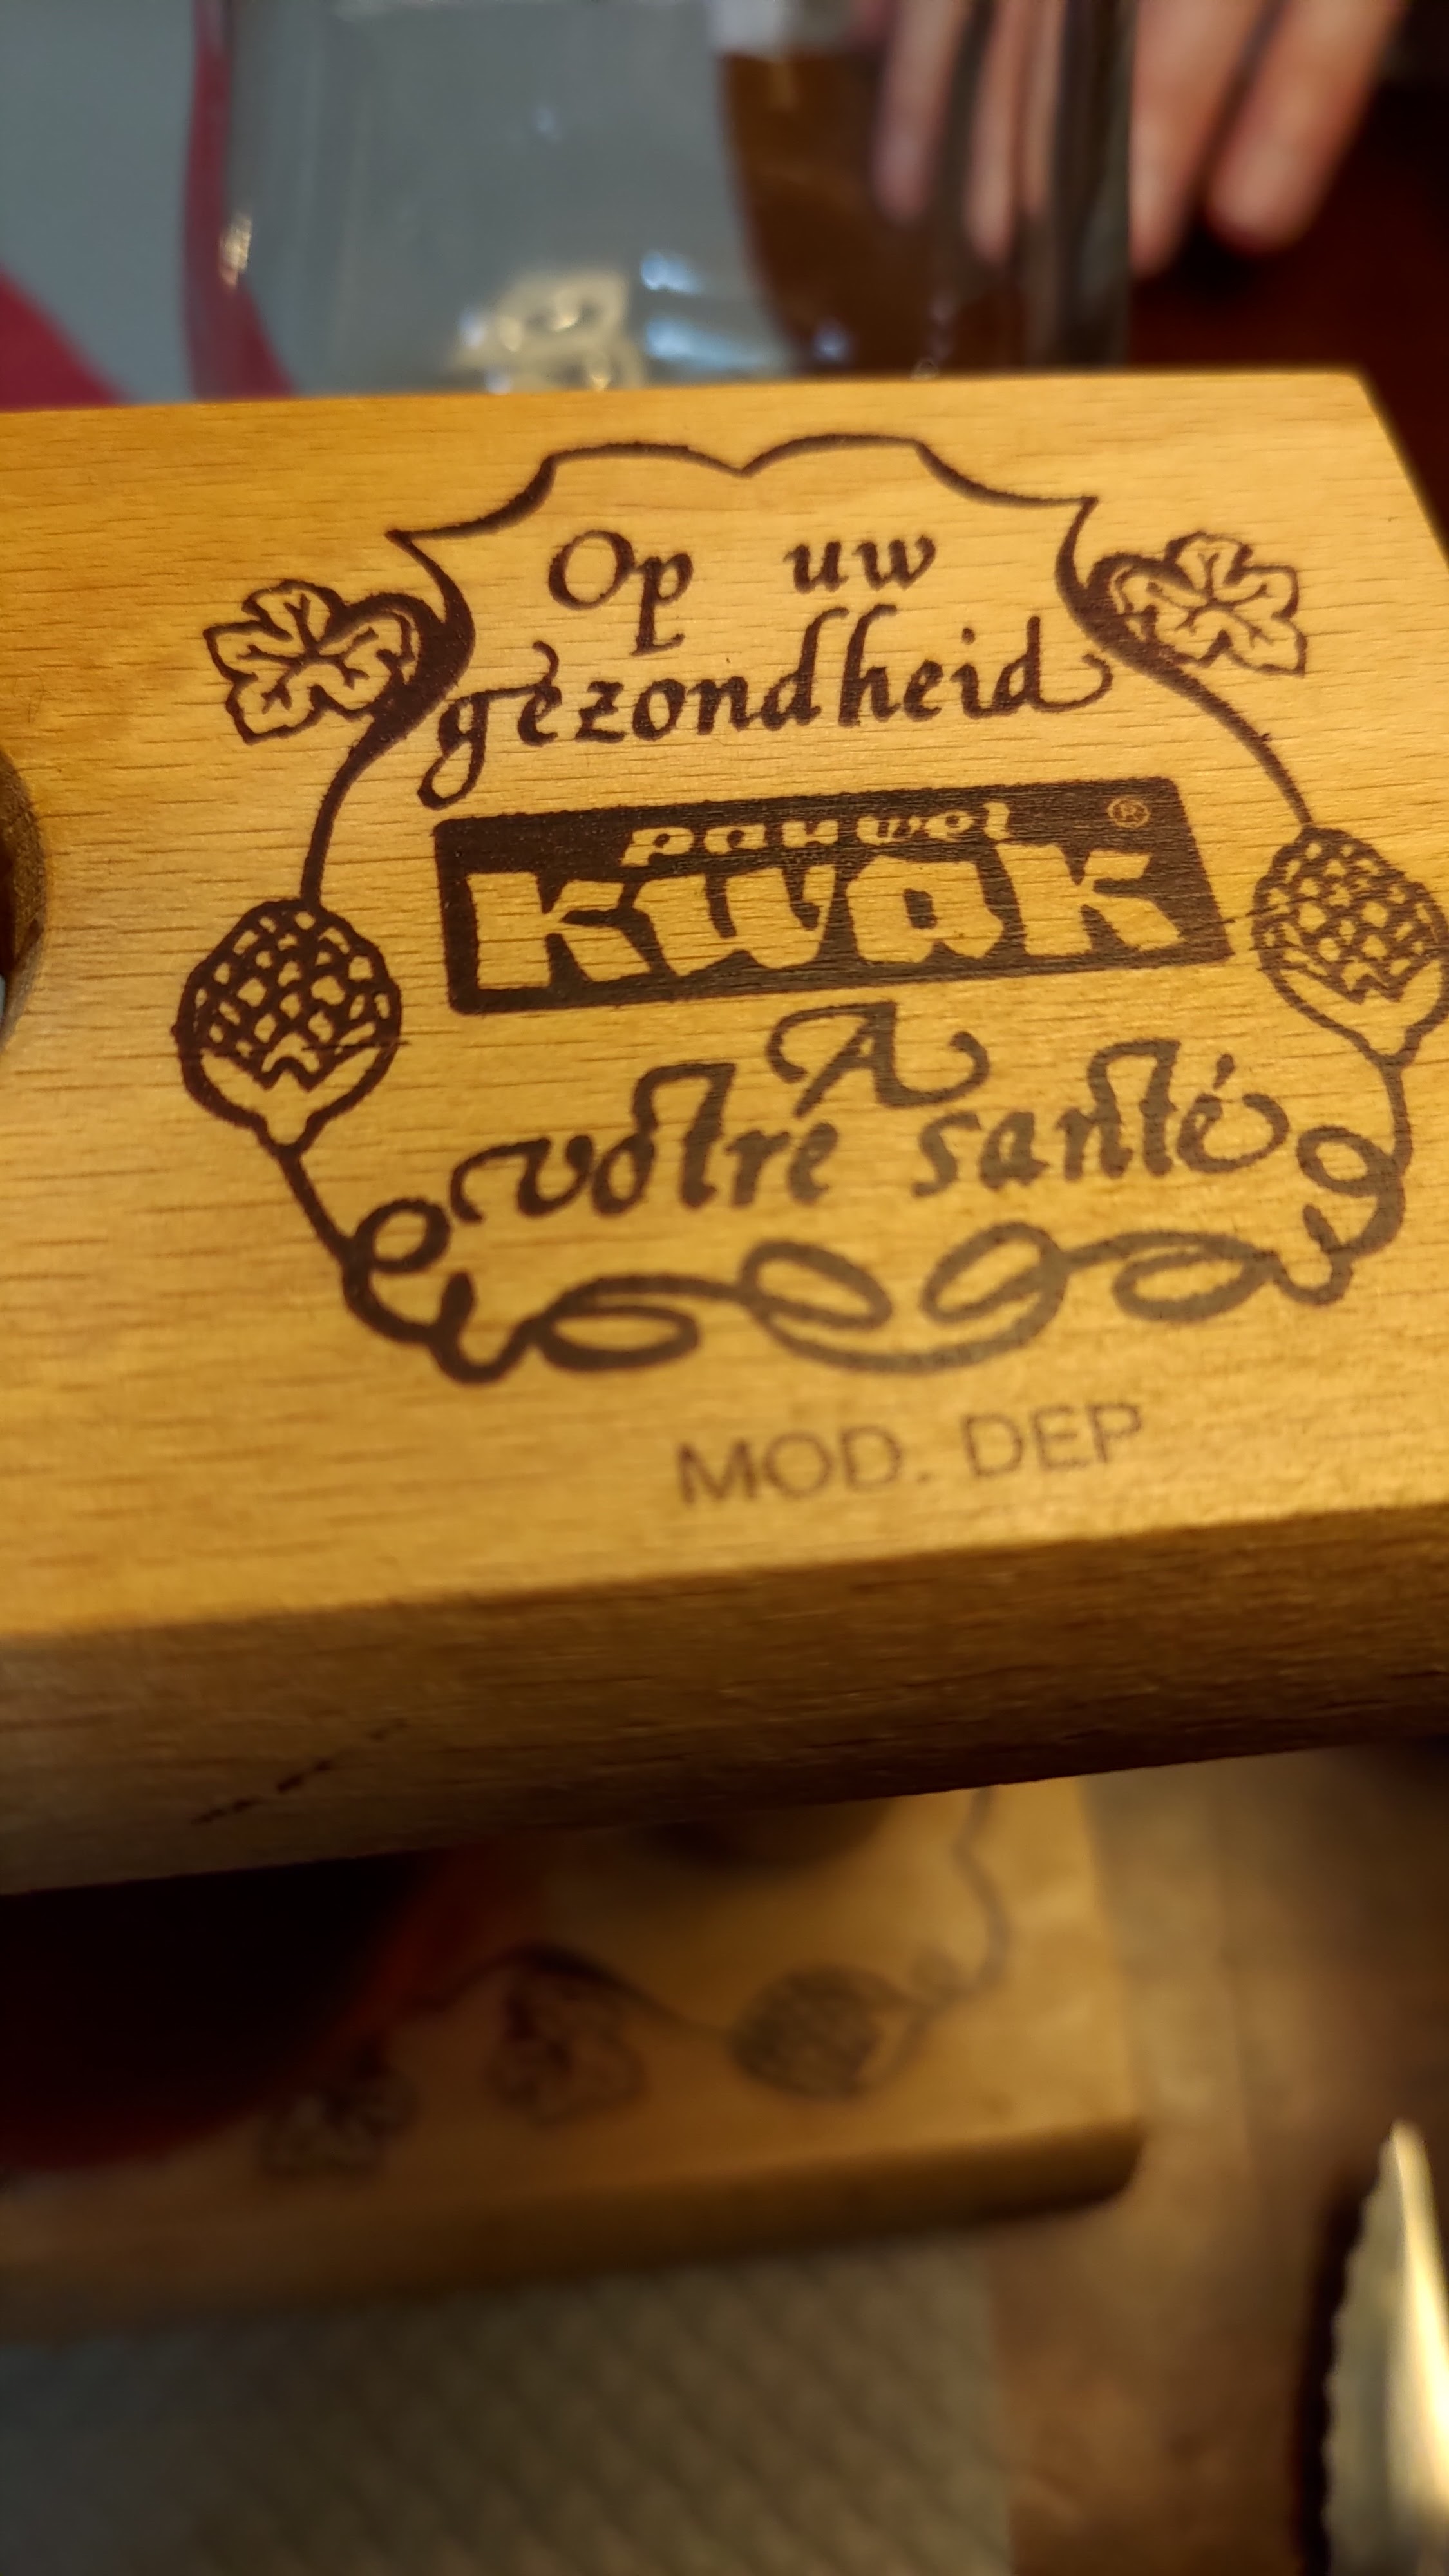 Op uw
gezondheid
pauwel ®
kwak
A
votre santé
MOD. DEP